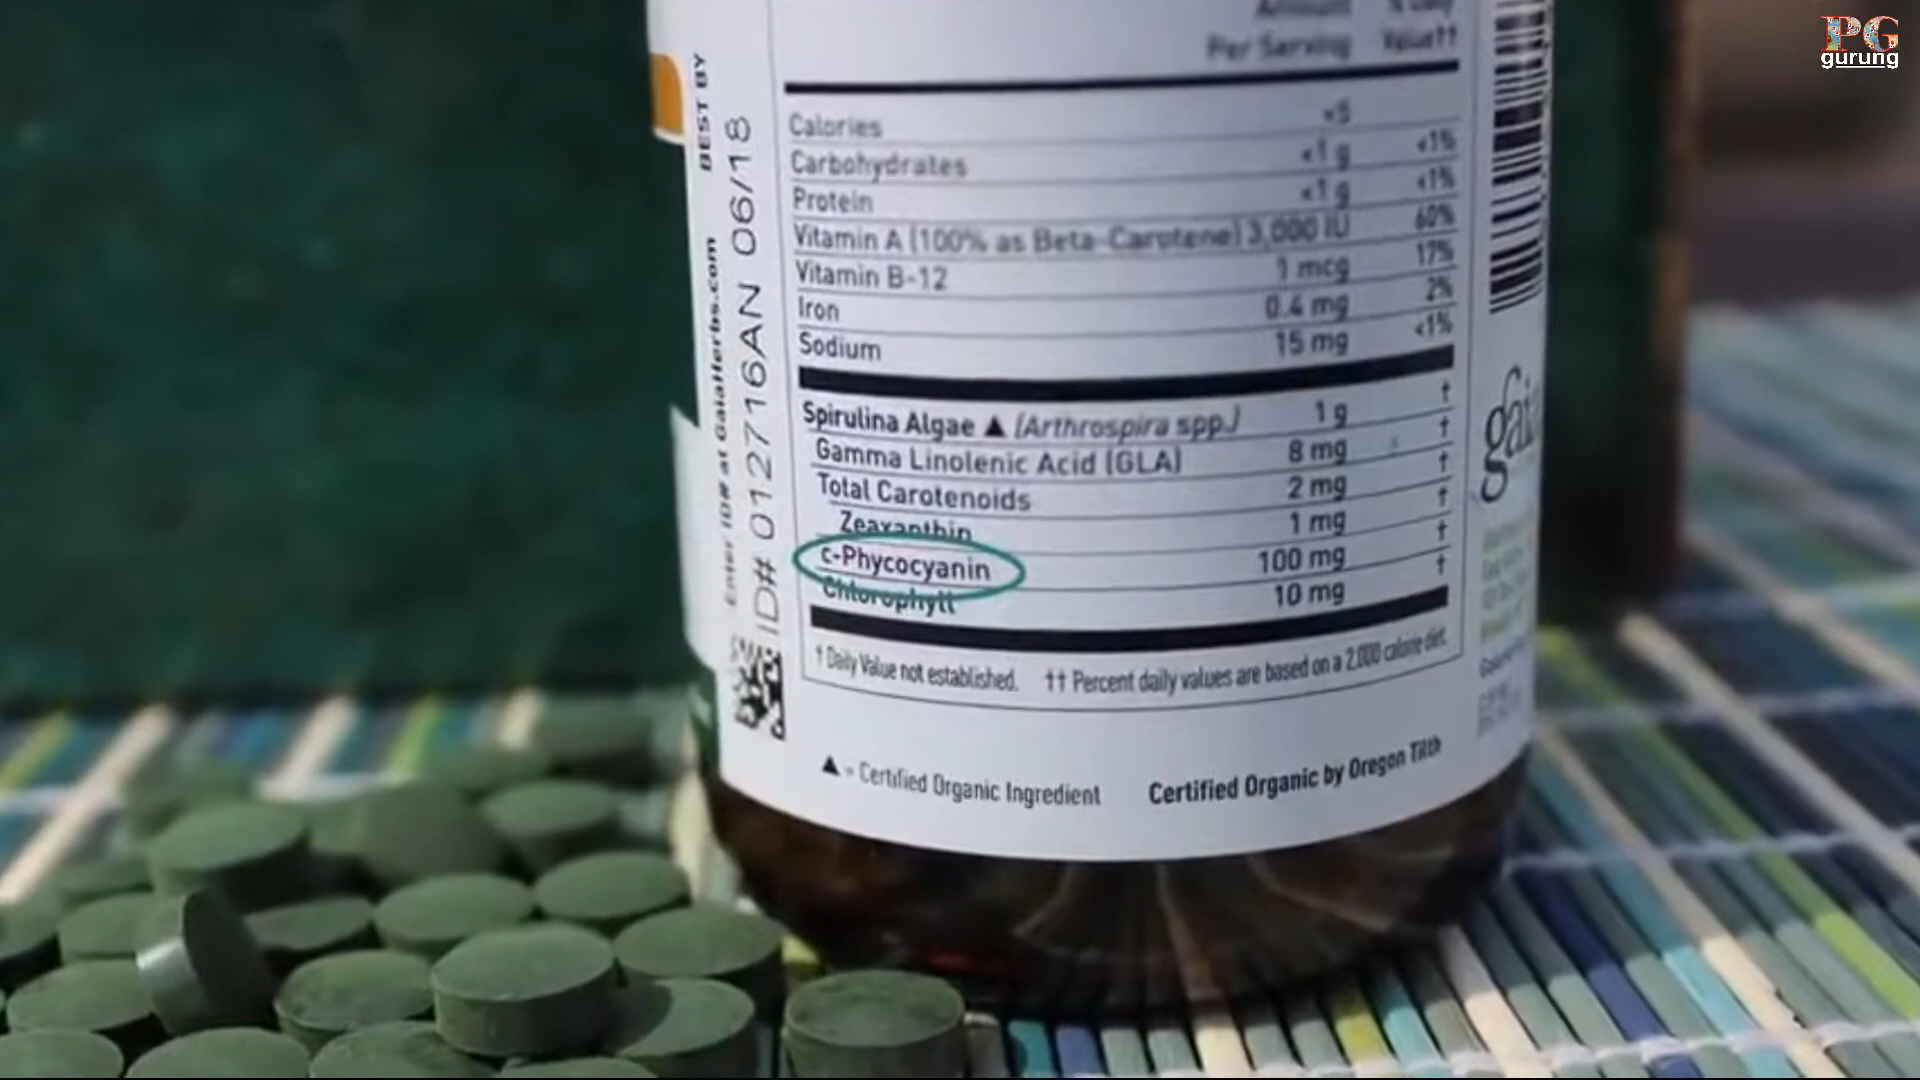 PG
gurung
Amount
Per Serving
% Daily
Value††
Calories <5
Carbohydrates <1 g <1%
Protein <1 g <1%
Vitamin A (100% as Beta-Carotene) 3,000 IU 60%
Vitamin B-12 1 mcg 17%
Iron 0.4 mg 2%
Sodium 15 mg <1%
Spirulina Algae ▲ (Arthrospira spp.) 1 g †
Gamma Linolenic Acid (GLA) 8 mg †
Total Carotenoids 2 mg †
Zeaxanthin 1 mg †
c-Phycocyanin 100 mg †
Chlorophyll 10 mg †
† Daily Value not established. †† Percent daily values are based on a 2,000 calorie diet.
▲ - Certified Organic Ingredient Certified Organic by Oregon Tilth
Enter ID# at GaiaHerbs.com BEST BY
ID# 012716AN 06/18
gaia